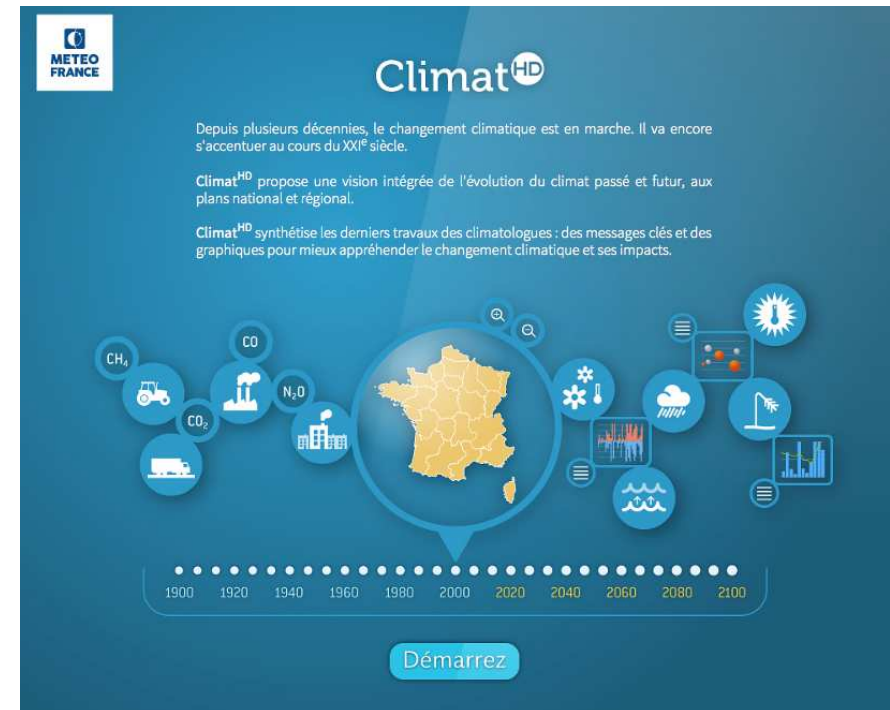 METEO
FRANCE
Climat HD
Depuis plusieurs décennies, le changement climatique est en marche. Il va encore
s'accentuer au cours du XXIe siècle.
ClimatHD propose une vision intégrée de l'évolution du climat passé et futur, aux
plans national et régional.
ClimatHD synthétise les derniers travaux des climatologues : des messages clés et des
graphiques pour mieux appréhender le changement climatique et ses impacts.
CH4
CO
CO2
N2O
1900 1920 1940 1960 1980 2000 2020 2040 2060 2080 2100
Démarrez